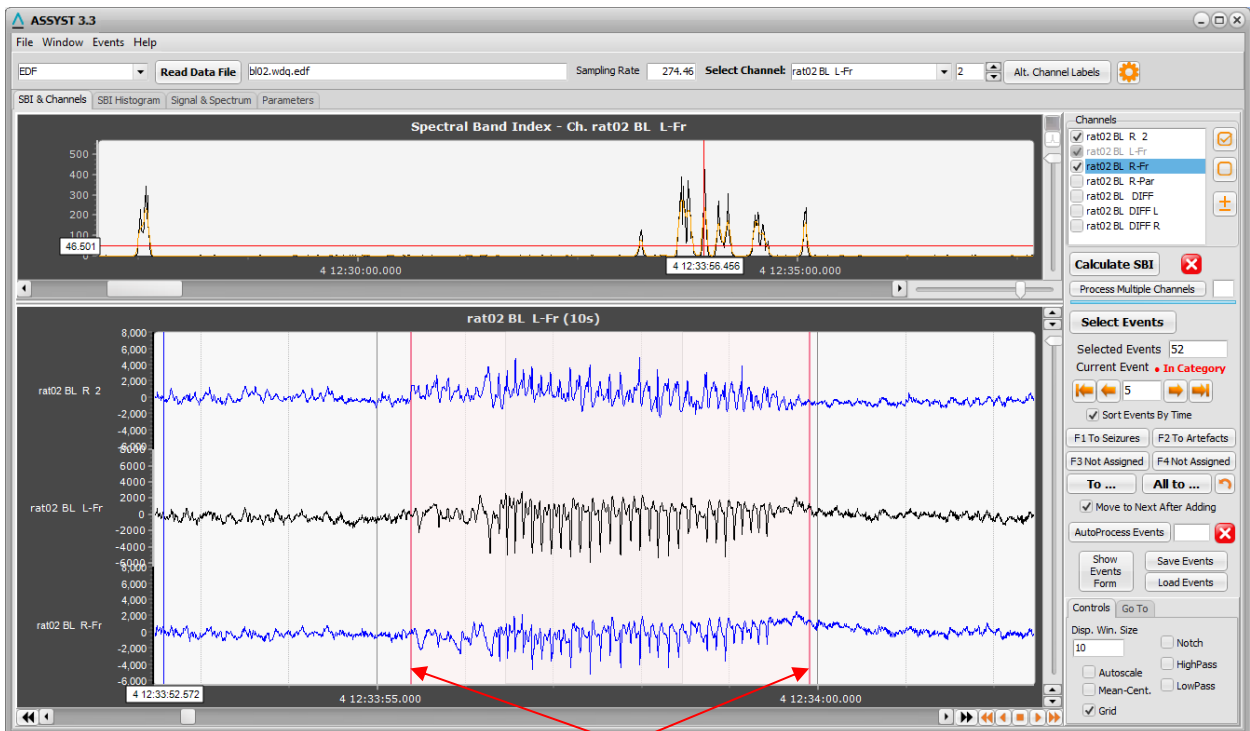 ASSYST 3.3
File Window Events Help
EDF Read Data File bl02.wdq.edf Sampling Rate 274.46 Select Channel: rat02 BL L-Fr 2 Alt. Channel Labels
SBI & Channels SBI Histogram Signal & Spectrum Parameters
Spectral Band Index - Ch. rat02 BL L-Fr
500
400
300
200
100
46.501
0
4 12:30:00.000
4 12:33:56.456
4 12:35:00.000
rat02 BL L-Fr (10s)
8,000
6,000
4,000
2,000
rat02 BL R 2
0
-2,000
-4,000
-6,000
8000
6000
4000
2000
rat02 BL L-Fr
0
-2000
-4000
-6000
8,000
6,000
4,000
2,000
rat02 BL R-Fr
0
-2,000
-4,000
-6,000
4 12:33:52.572
4 12:33:55.000
4 12:34:00.000
Channels
rat02 BL R 2
rat02 BL L-Fr
rat02 BL R-Fr
rat02 BL R-Par
rat02 BL DIFF
rat02 BL DIFF L
rat02 BL DIFF R
Calculate SBI
Process Multiple Channels
Select Events
Selected Events 52
Current Event • In Category
5
Sort Events By Time
F1 To Seizures F2 To Artefacts
F3 Not Assigned F4 Not Assigned
To ... All to ...
Move to Next After Adding
AutoProcess Events
Show Events Form
Save Events
Load Events
Controls Go To
Disp. Win. Size
10
Notch
Autoscale
HighPass
Mean-Cent.
LowPass
Grid